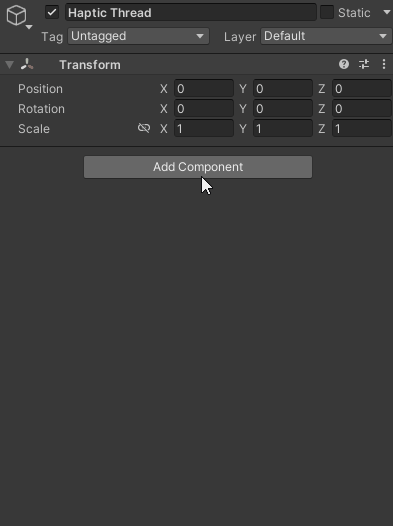 Haptic Thread Static
Tag Untagged Layer Default
Transform
Position X 0 Y 0 Z 0
Rotation X 0 Y 0 Z 0
Scale X 1 Y 1 Z 1
Add Component